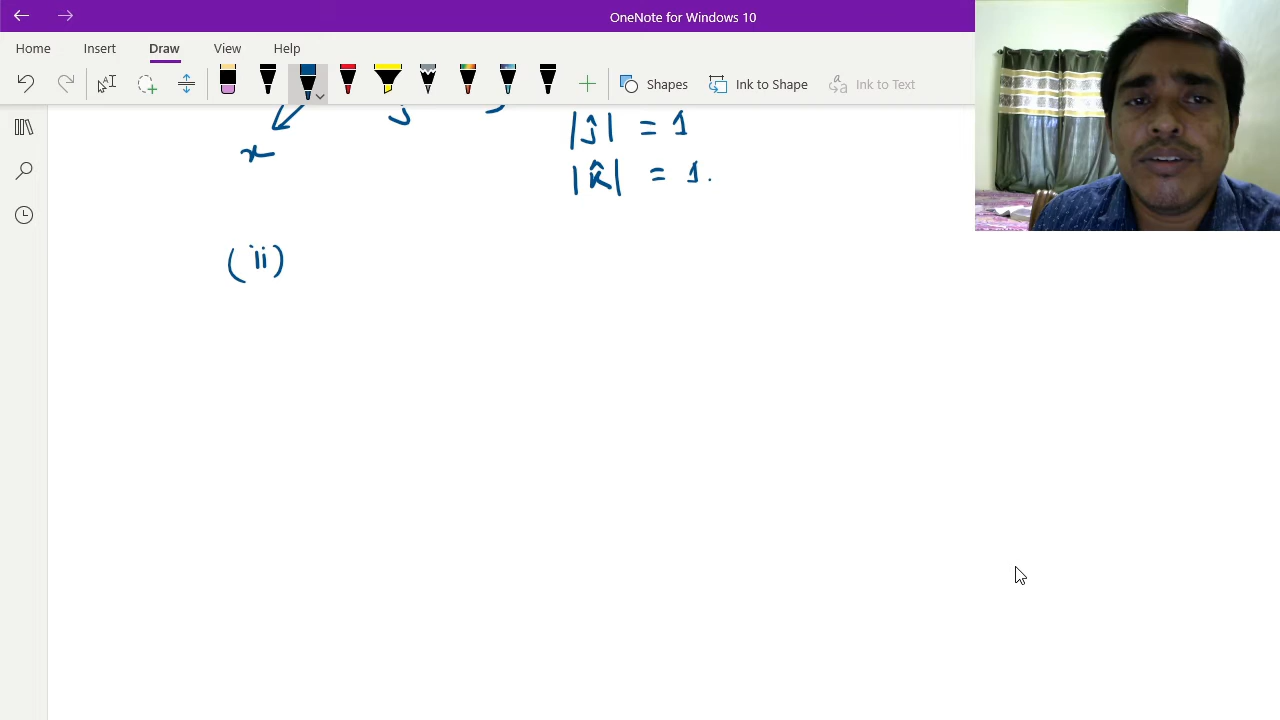 OneNote for Windows 10
Home Insert Draw View Help
Shapes Ink to Shape Ink to Text
|ĵ| = 1
x
|k̂| = 1.
(ii)